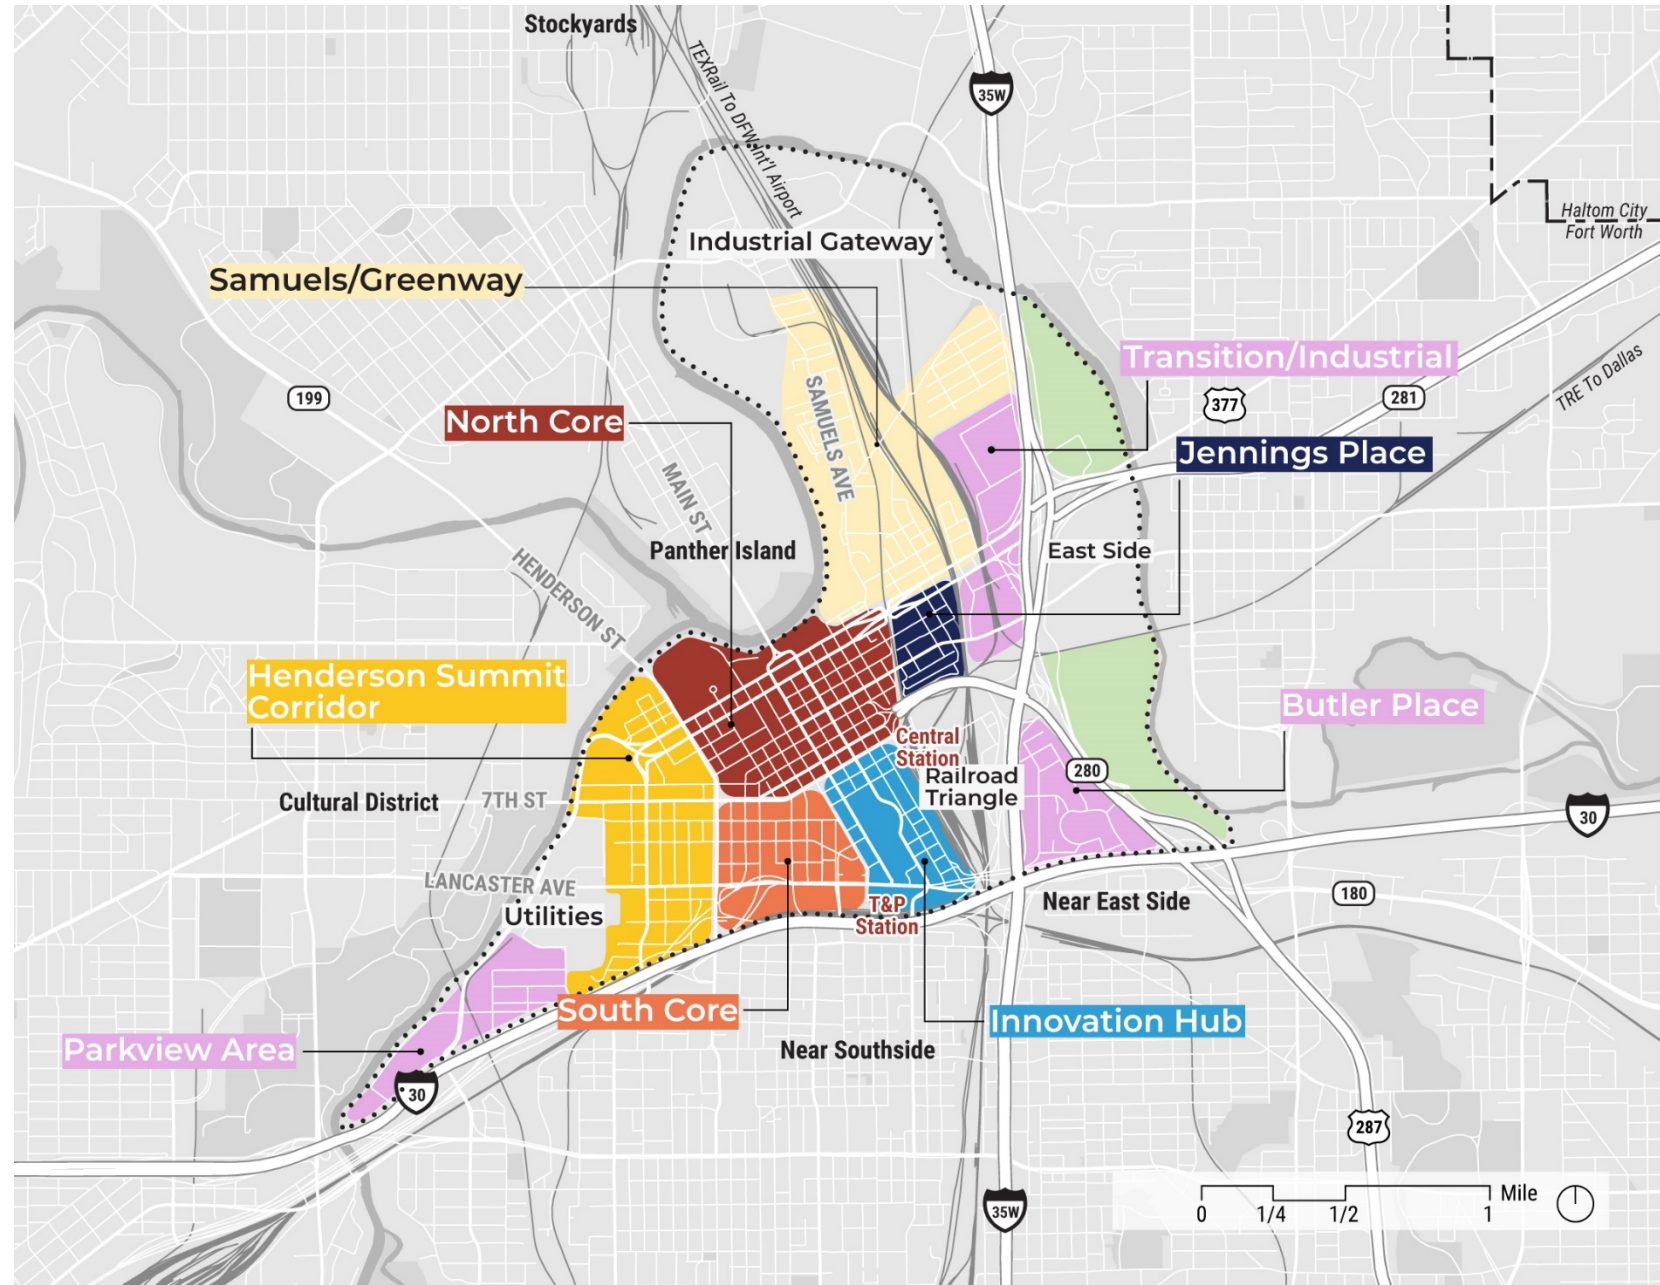 Stockyards
TEXRail To DFW Int'l Airport
35W
Haltom City
Fort Worth
Industrial Gateway
Samuels/Greenway
Transition/Industrial
TRE To Dallas
199
377
281
North Core
SAMUELS AVE
Jennings Place
MAIN ST
Panther Island
East Side
HENDERSON ST
Henderson Summit
Corridor
Butler Place
Central
Station
Railroad
Triangle
280
Cultural District
7TH ST
30
LANCASTER AVE
Utilities
T&P
Station
Near East Side
180
South Core
Innovation Hub
Parkview Area
Near Southside
30
287
35W
Mile
0 1/4 1/2 1